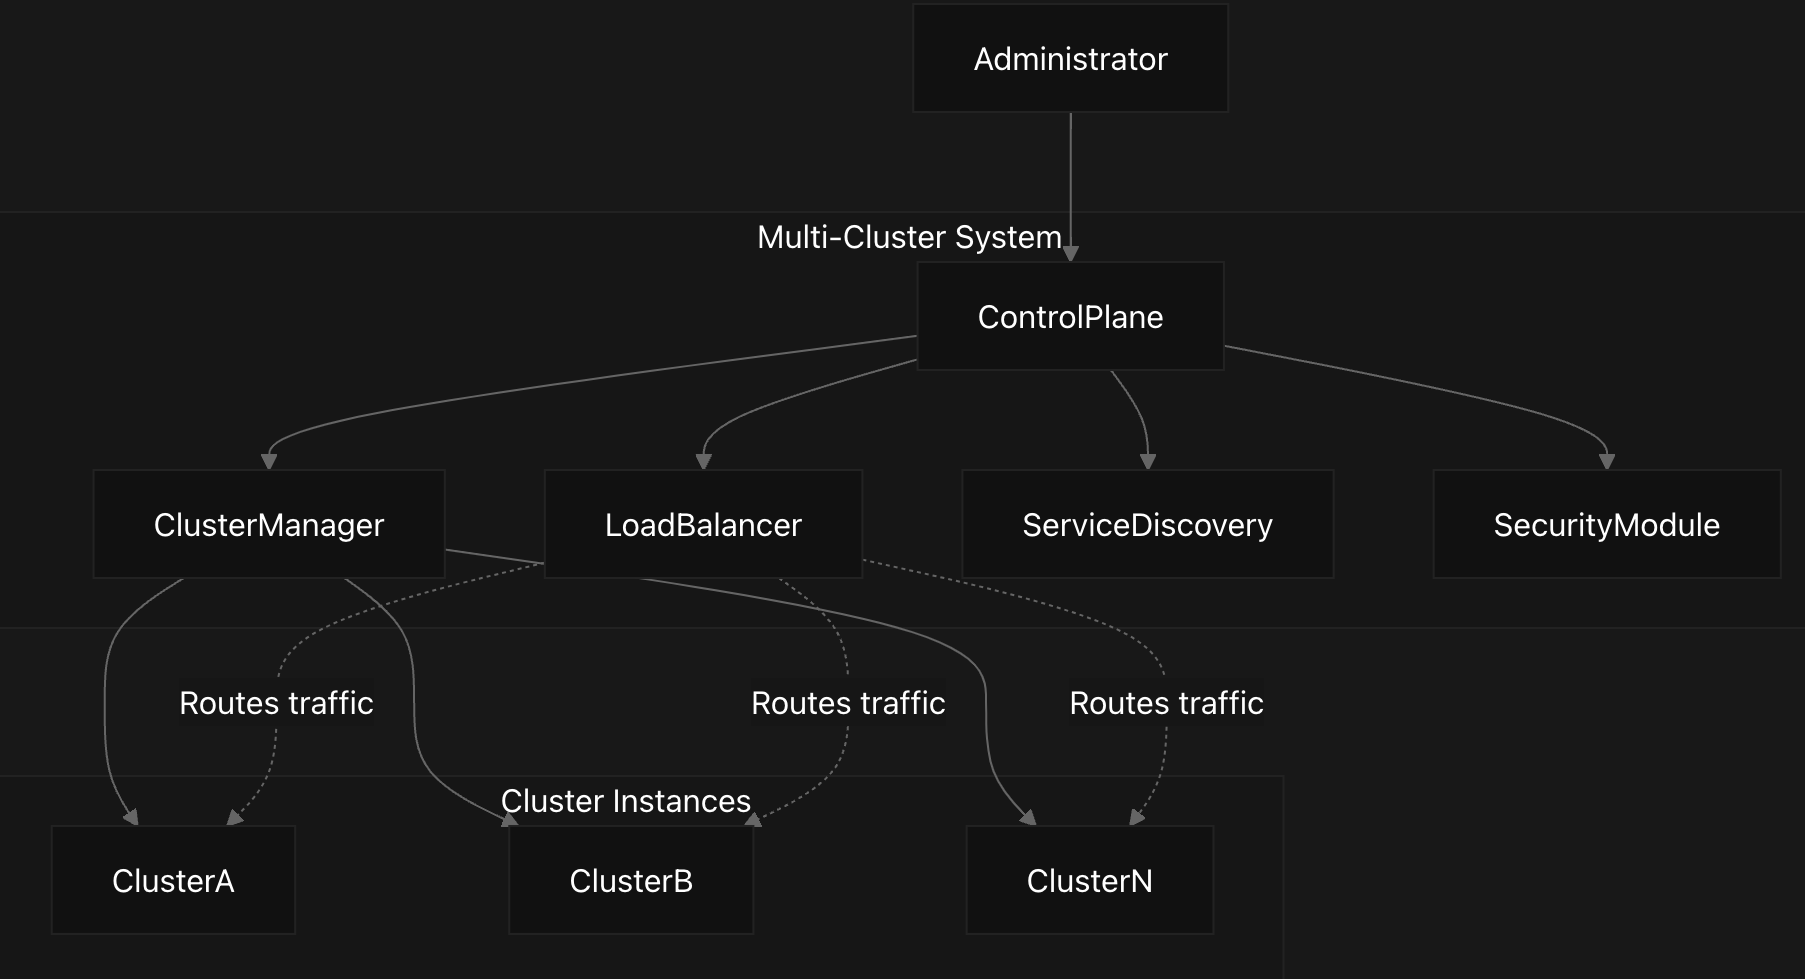 Administrator
Multi-Cluster System
ControlPlane
ClusterManager
LoadBalancer
ServiceDiscovery
SecurityModule
Routes traffic
Routes traffic
Routes traffic
Cluster Instances
ClusterA
ClusterB
ClusterN